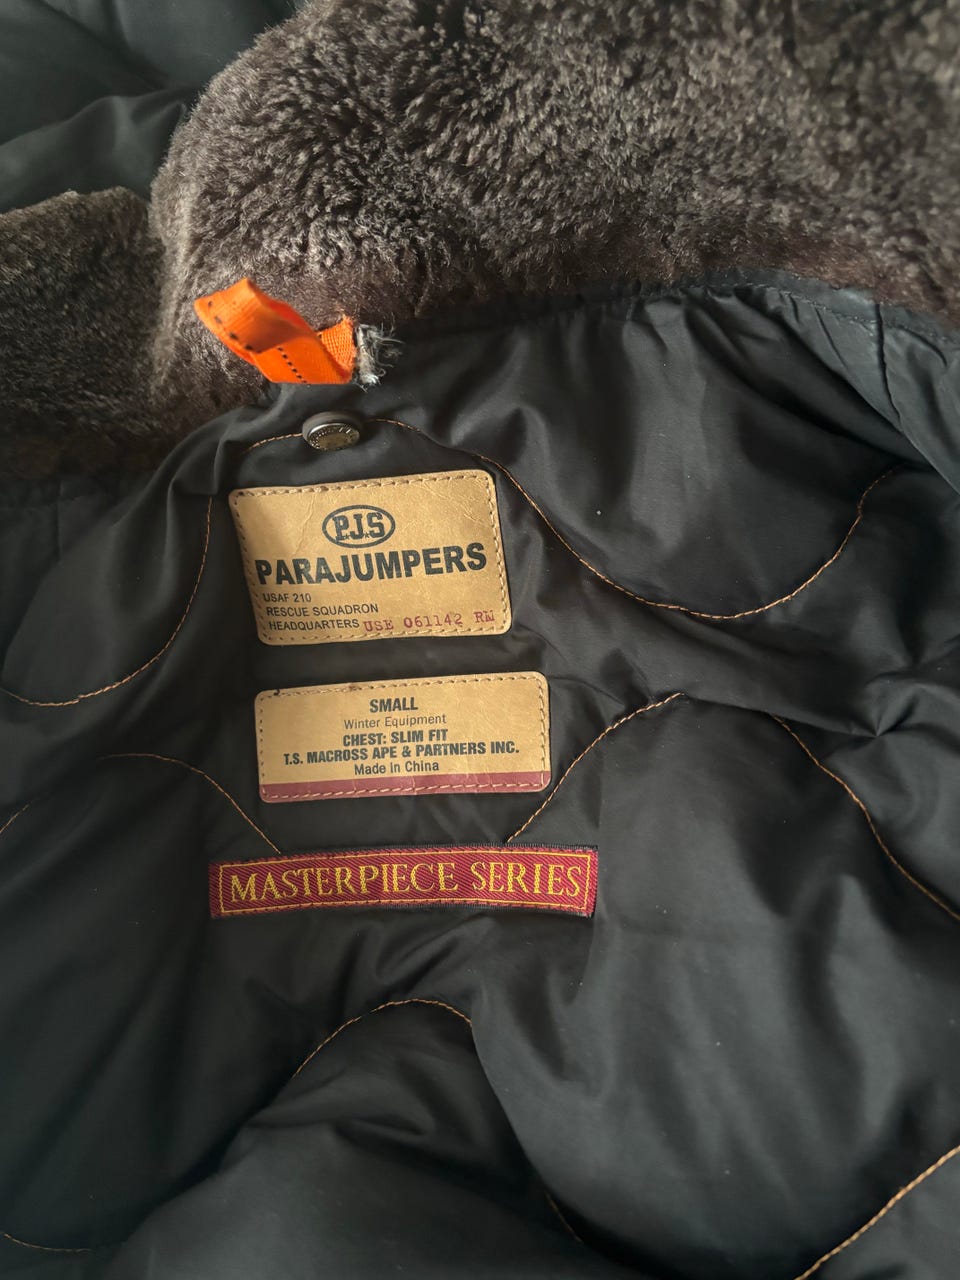 P.J.S
PARAJUMPERS
USAF 210
RESCUE SQUADRON
HEADQUARTERS USE 061142 RM
SMALL
Winter Equipment
CHEST: SLIM FIT
T.S. MACROSS APE & PARTNERS INC.
Made in China
MASTERPIECE SERIES